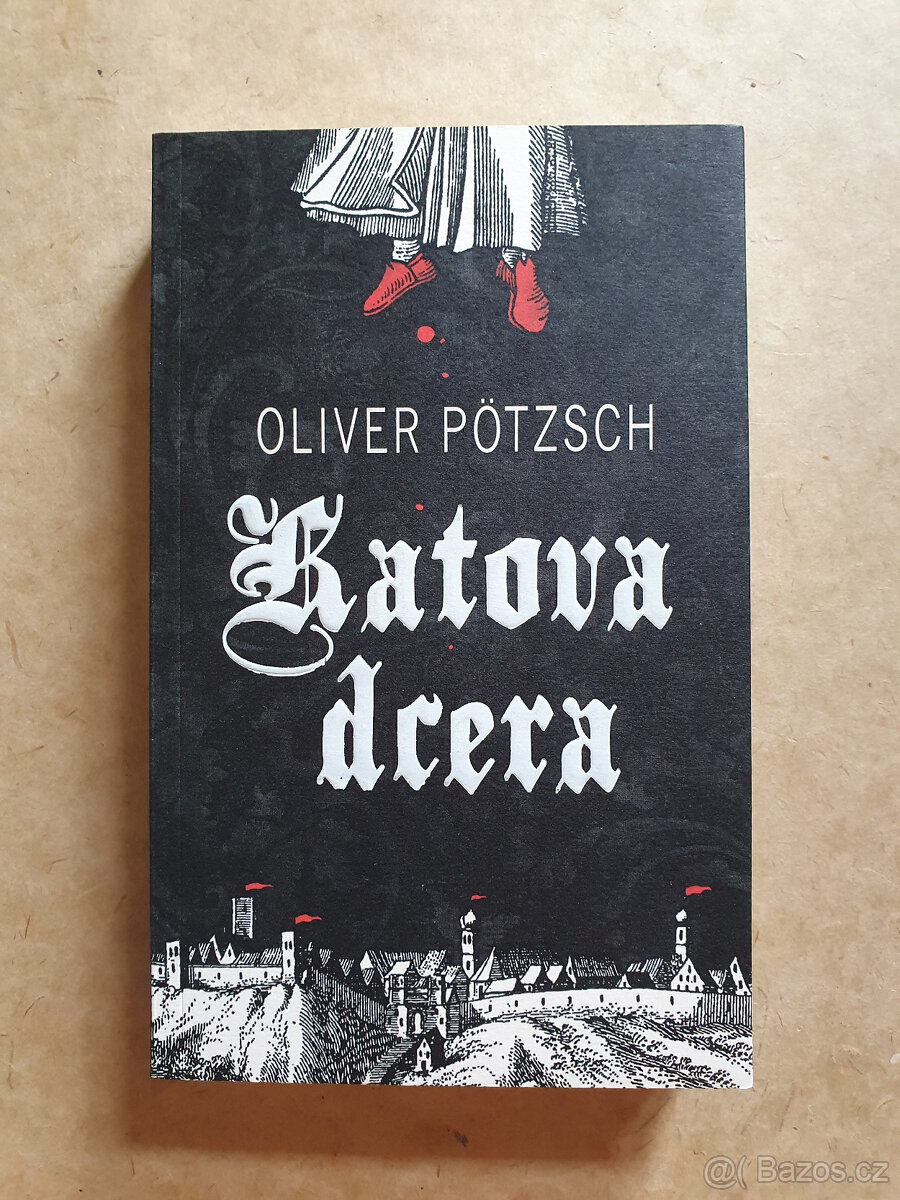 OLIVER PÖTZSCH
Katova
dcera
@( Bazos.cz